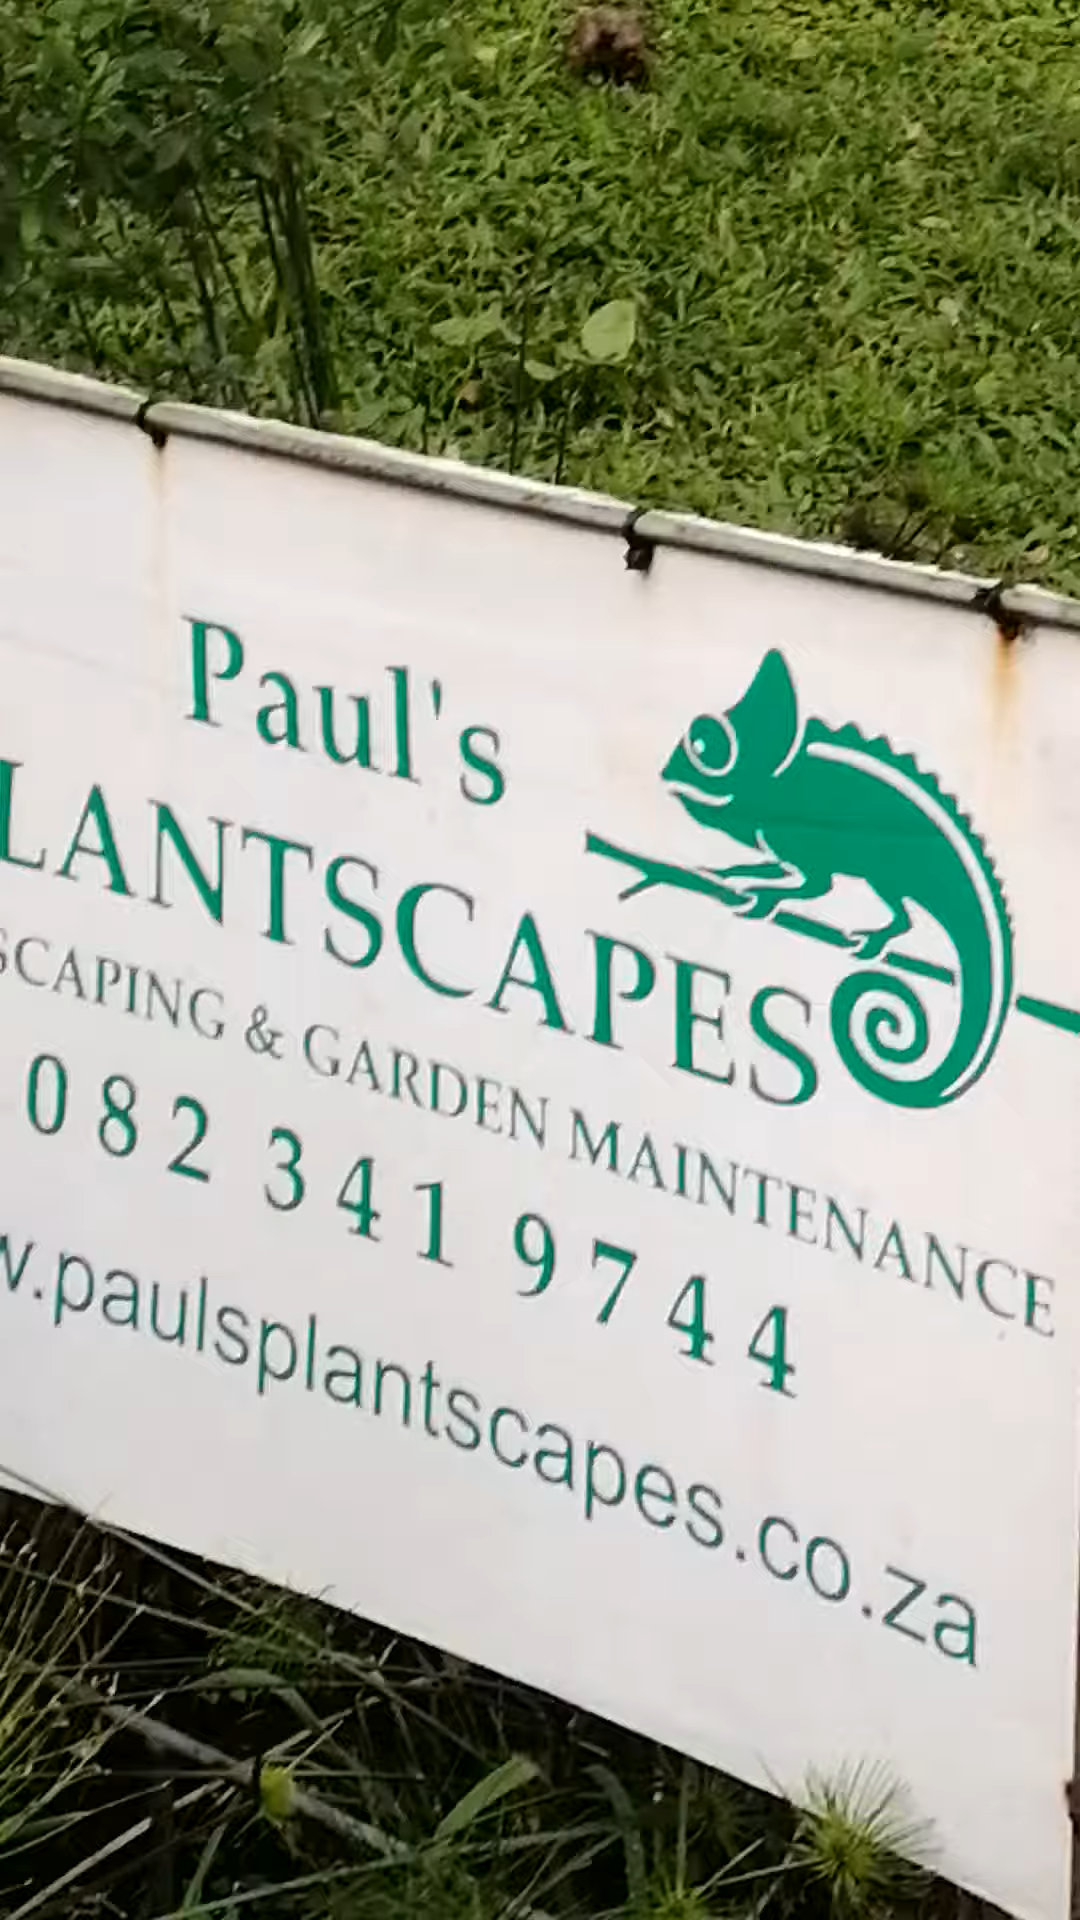 Paul's
LANTSCAPES
SCAPING & GARDEN MAINTENANCE
082 341 9744
w.paulsplantscapes.co.za